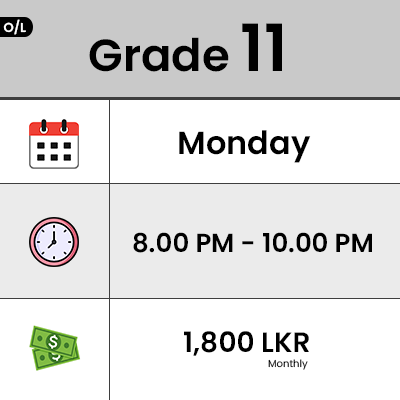 O/L
Grade 11
Monday
8.00 PM - 10.00 PM
1,800 LKR
Monthly